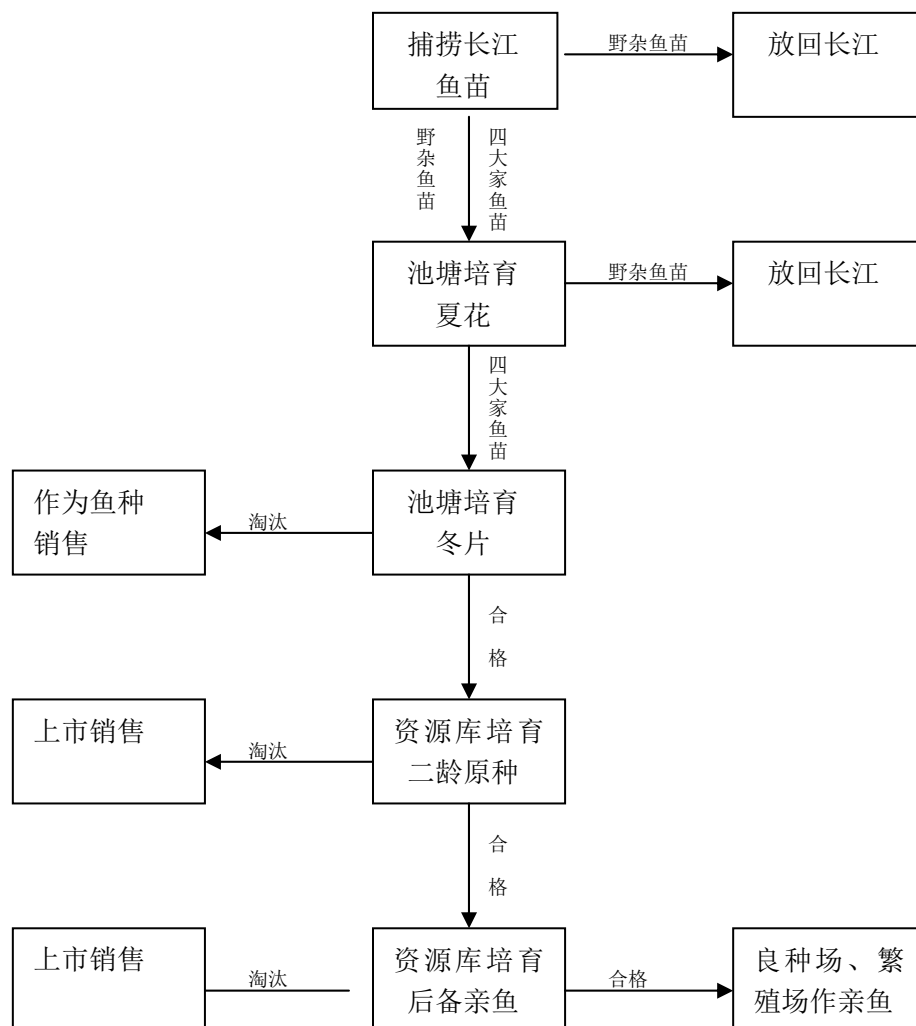 捕捞长江
鱼苗
野杂鱼苗
放回长江
野杂鱼苗
四大家鱼苗
池塘培育
夏花
野杂鱼苗
放回长江
四大家鱼苗
作为鱼种
销售
淘汰
池塘培育
冬片
合格
上市销售
淘汰
资源库培育
二龄原种
合格
上市销售
淘汰
资源库培育
后备亲鱼
合格
良种场、繁
殖场作亲鱼